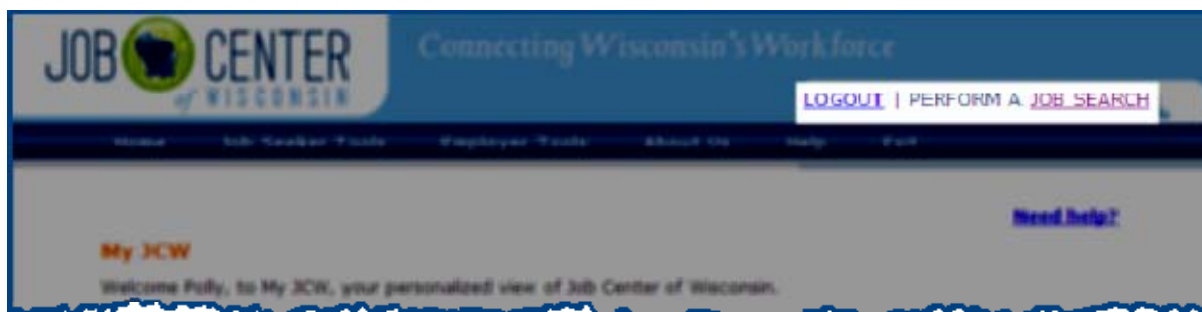 JOB CENTER
of WISCONSIN
Connecting Wisconsin's Workforce
LOGOUT | PERFORM A JOB SEARCH
Home Job Seeker Tools Employer Tools About Us Help Exit
Need help?
My JCW
Welcome Polly, to My JCW, your personalized view of Job Center of Wisconsin.